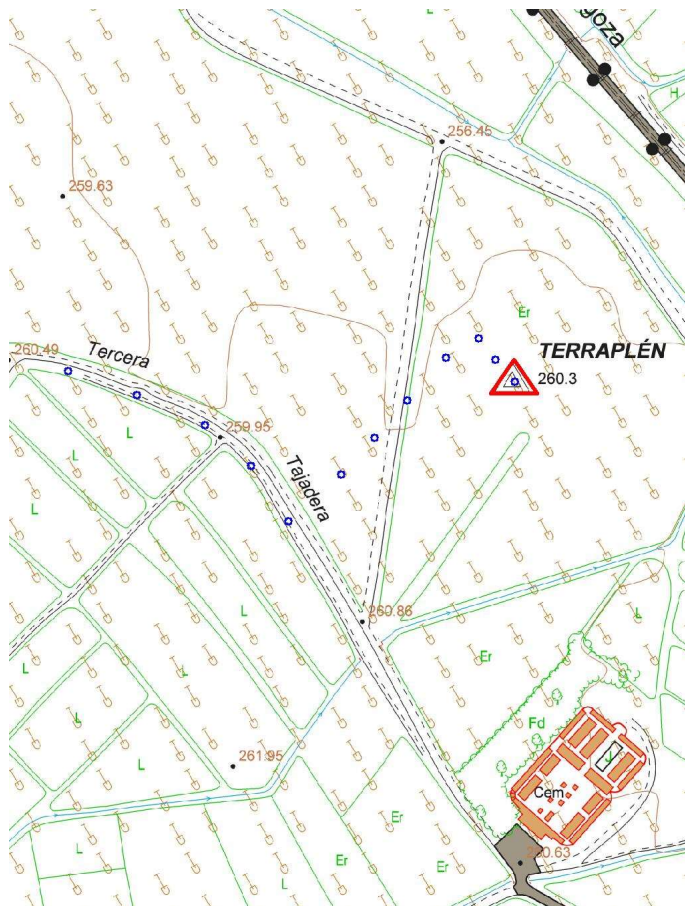 L
goza
L
H
256.45
259.63
Er
Tercera
260.49
TERRAPLÉN
260.3
L
259.95
L
Tajadera
L
L
260.86
L
L
Er
L
L
L
Fd
261.95
J
Cem
Er
L
Er
Er
260.63
L